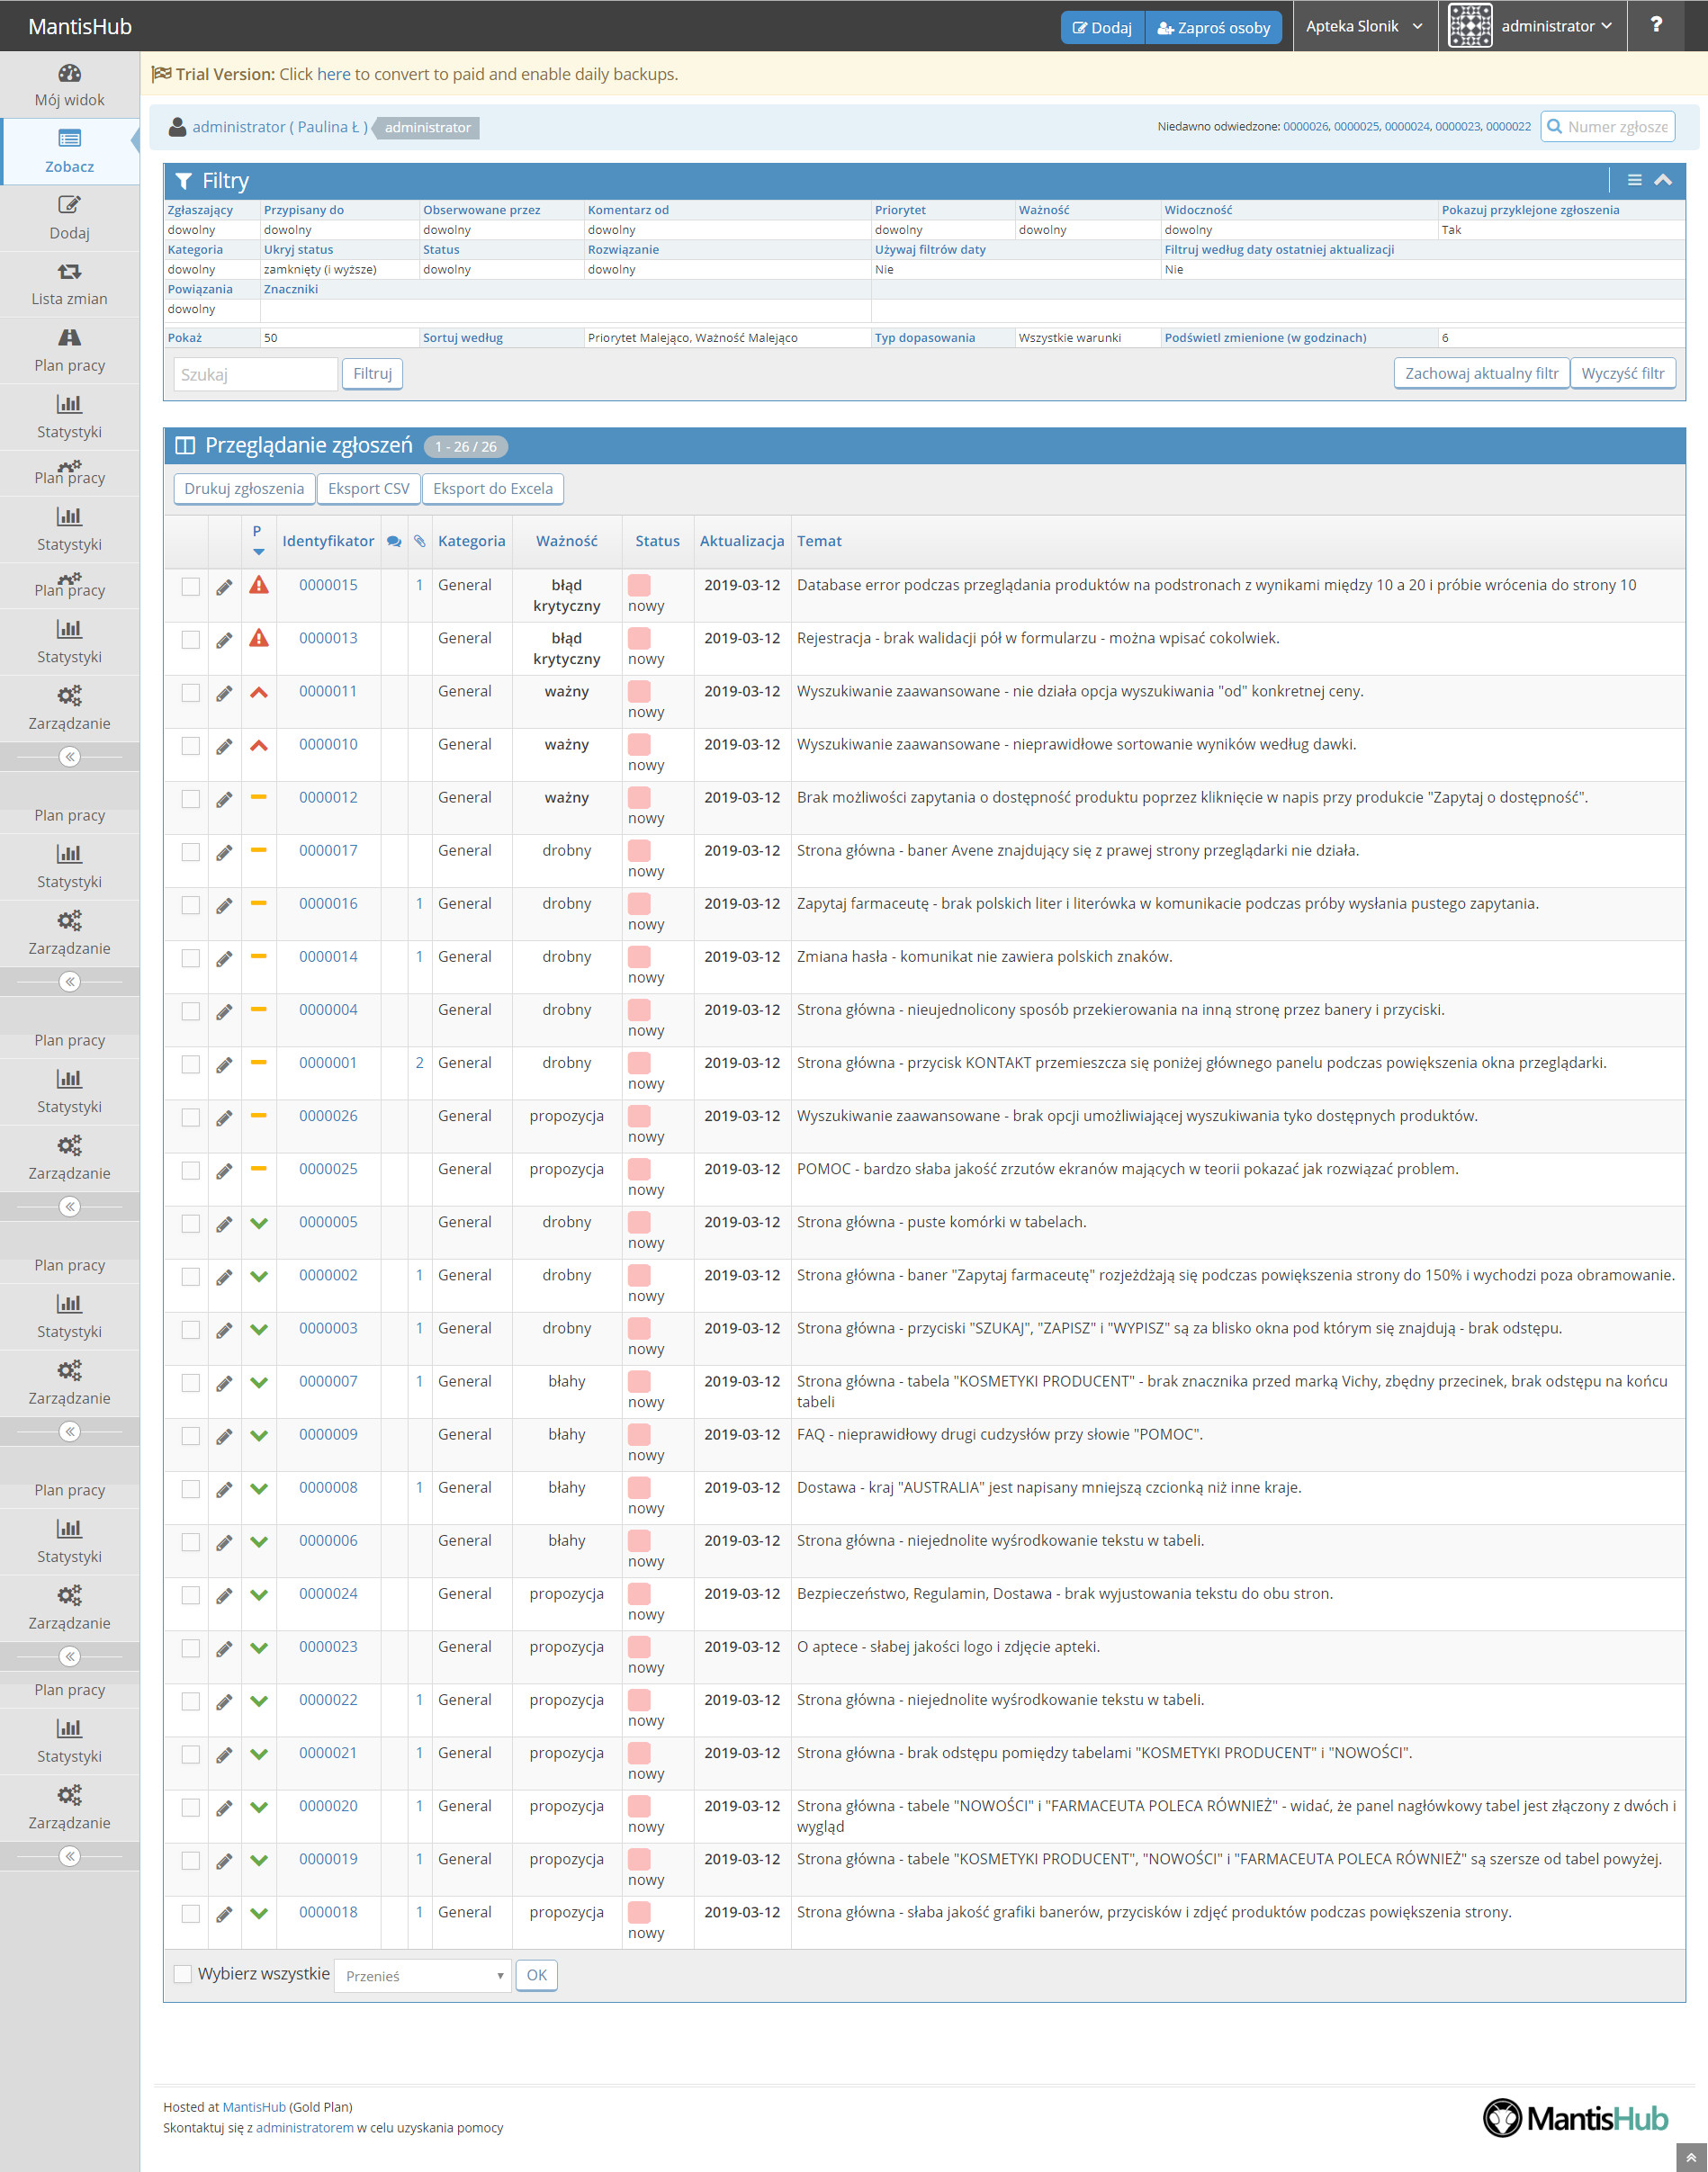 MantisHub
Dodaj Zaproś osoby Apteka Slonik administrator ?
Trial Version: Click here to convert to paid and enable daily backups.
administrator ( Paulina Ł ) administrator
Niedawno odwiedzone: 0000026, 0000025, 0000024, 0000023, 0000022 Numer zgłosze
Mój widok
Zobacz
Dodaj
Lista zmian
Plan pracy
Statystyki
Plan pracy
Statystyki
Plan pracy
Statystyki
Zarządzanie
Plan pracy
Statystyki
Zarządzanie
Plan pracy
Statystyki
Zarządzanie
Plan pracy
Statystyki
Zarządzanie
Plan pracy
Statystyki
Zarządzanie
Plan pracy
Statystyki
Zarządzanie
Filtry
Zgłaszający Przypisany do Obserwowane przez Komentarz od Priorytet Ważność Widoczność Pokazuj przyklejone zgłoszenia
dowolny dowolny dowolny dowolny dowolny dowolny dowolny Tak
Kategoria Ukryj status Status Rozwiązanie Używaj filtrów daty Filtruj według daty ostatniej aktualizacji
dowolny zamknięty (i wyższe) dowolny dowolny Nie Nie
Powiązania Znaczniki
dowolny
Pokaż 50 Sortuj według Priorytet Malejąco, Ważność Malejąco Typ dopasowania Wszystkie warunki Podświetl zmienione (w godzinach) 6
Szukaj Filtruj Zachowaj aktualny filtr Wyczyść filtr
Przeglądanie zgłoszeń 1 - 26 / 26
Drukuj zgłoszenia Eksport CSV Eksport do Excela
P Identyfikator Kategoria Ważność Status Aktualizacja Temat
0000015 1 General błąd krytyczny nowy 2019-03-12 Database error podczas przeglądania produktów na podstronach z wynikami między 10 a 20 i próbie wrócenia do strony 10
0000013 General błąd krytyczny nowy 2019-03-12 Rejestracja - brak walidacji pól w formularzu - można wpisać cokolwiek.
0000011 General ważny nowy 2019-03-12 Wyszukiwanie zaawansowane - nie działa opcja wyszukiwania "od" konkretnej ceny.
0000010 General ważny nowy 2019-03-12 Wyszukiwanie zaawansowane - nieprawidłowe sortowanie wyników według dawki.
0000012 General ważny nowy 2019-03-12 Brak możliwości zapytania o dostępność produktu poprzez kliknięcie w napis przy produkcie "Zapytaj o dostępność".
0000017 General drobny nowy 2019-03-12 Strona główna - baner Avene znajdujący się z prawej strony przeglądarki nie działa.
0000016 1 General drobny nowy 2019-03-12 Zapytaj farmaceutę - brak polskich liter i literówka w komunikacie podczas próby wysłania pustego zapytania.
0000014 1 General drobny nowy 2019-03-12 Zmiana hasła - komunikat nie zawiera polskich znaków.
0000004 General drobny nowy 2019-03-12 Strona główna - nieujednolicony sposób przekierowania na inną stronę przez banery i przyciski.
0000001 2 General drobny nowy 2019-03-12 Strona główna - przycisk KONTAKT przemieszcza się poniżej głównego panelu podczas powiększenia okna przeglądarki.
0000026 General propozycja nowy 2019-03-12 Wyszukiwanie zaawansowane - brak opcji umożliwiającej wyszukiwania tyko dostępnych produktów.
0000025 General propozycja nowy 2019-03-12 POMOC - bardzo słaba jakość zrzutów ekranów mających w teorii pokazać jak rozwiązać problem.
0000005 General drobny nowy 2019-03-12 Strona główna - puste komórki w tabelach.
0000002 1 General drobny nowy 2019-03-12 Strona główna - baner "Zapytaj farmaceutę" rozjeżdżają się podczas powiększenia strony do 150% i wychodzi poza obramowanie.
0000003 1 General drobny nowy 2019-03-12 Strona główna - przyciski "SZUKAJ", "ZAPISZ" i "WYPISZ" są za blisko okna pod którym się znajdują - brak odstępu.
0000007 1 General błahy nowy 2019-03-12 Strona główna - tabela "KOSMETYKI PRODUCENT" - brak znacznika przed marką Vichy, zbędny przecinek, brak odstępu na końcu
tabeli
0000009 General błahy nowy 2019-03-12 FAQ - nieprawidłowy drugi cudzysłów przy słowie "POMOC".
0000008 1 General błahy nowy 2019-03-12 Dostawa - kraj "AUSTRALIA" jest napisany mniejszą czcionką niż inne kraje.
0000006 General błahy nowy 2019-03-12 Strona główna - niejednolite wyśrodkowanie tekstu w tabeli.
0000024 General propozycja nowy 2019-03-12 Bezpieczeństwo, Regulamin, Dostawa - brak wyjustowania tekstu do obu stron.
0000023 General propozycja nowy 2019-03-12 O aptece - słabej jakości logo i zdjęcie apteki.
0000022 1 General propozycja nowy 2019-03-12 Strona główna - niejednolite wyśrodkowanie tekstu w tabeli.
0000021 1 General propozycja nowy 2019-03-12 Strona główna - brak odstępu pomiędzy tabelami "KOSMETYKI PRODUCENT" i "NOWOŚCI".
0000020 1 General propozycja nowy 2019-03-12 Strona główna - tabele "NOWOŚCI" i "FARMACEUTA POLECA RÓWNIEŻ" - widać, że panel nagłówkowy tabel jest złączony z dwóch i
wygląd
0000019 1 General propozycja nowy 2019-03-12 Strona główna - tabele "KOSMETYKI PRODUCENT", "NOWOŚCI" i "FARMACEUTA POLECA RÓWNIEŻ" są szersze od tabel powyżej.
0000018 1 General propozycja nowy 2019-03-12 Strona główna - słaba jakość grafiki banerów, przycisków i zdjęć produktów podczas powiększenia strony.
Wybierz wszystkie Przenieś OK
Hosted at MantisHub (Gold Plan)
Skontaktuj się z administratorem w celu uzyskania pomocy
MantisHub